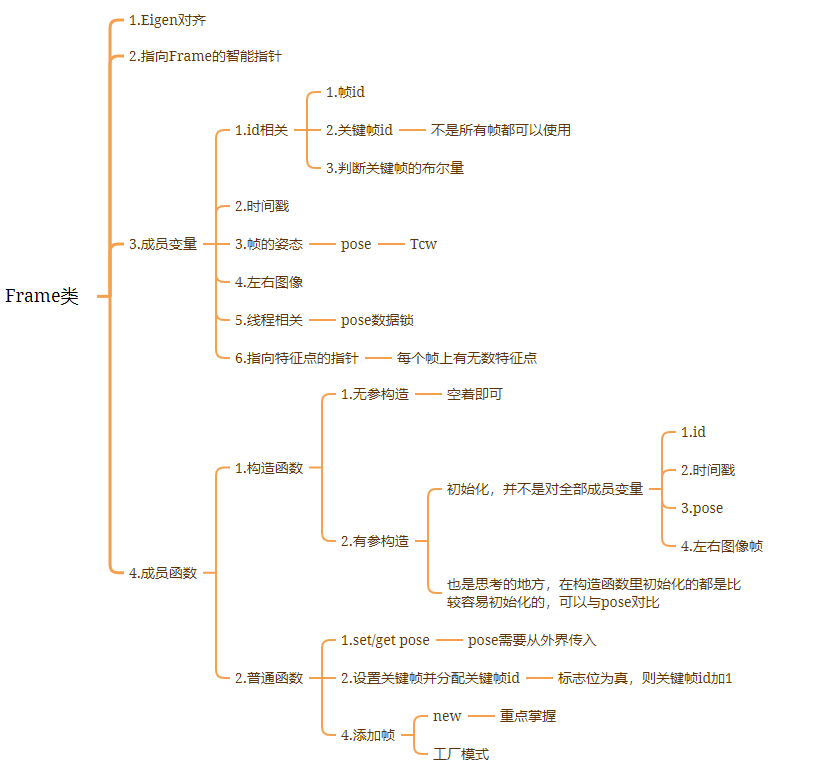 Frame类
1.Eigen对齐
2.指向Frame的智能指针
3.成员变量
1.id相关
1.帧id
2.关键帧id
不是所有帧都可以使用
3.判断关键帧的布尔量
2.时间戳
3.帧的姿态
pose
Tcw
4.左右图像
5.线程相关
pose数据锁
6.指向特征点的指针
每个帧上有无数特征点
4.成员函数
1.构造函数
1.无参构造
空着即可
2.有参构造
初始化，并不是对全部成员变量
1.id
2.时间戳
3.pose
4.左右图像帧
也是思考的地方，在构造函数里初始化的都是比
较容易初始化的，可以与pose对比
2.普通函数
1.set/get pose
pose需要从外界传入
2.设置关键帧并分配关键帧id
标志位为真，则关键帧id加1
4.添加帧
new
重点掌握
工厂模式